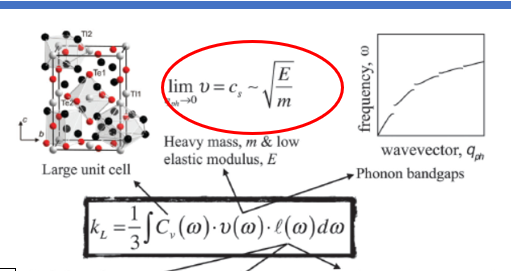 Tl2
Te1
Tl1
Te2
c
b
Large unit cell
lim υ = c_s ~ √(E/m)
q_ph→0
Heavy mass, m & low
elastic modulus, E
frequency, ω
wavevector, q_ph
Phonon bandgaps
k_L = 1/3 ∫ C_v(ω)·υ(ω)·ℓ(ω)dω